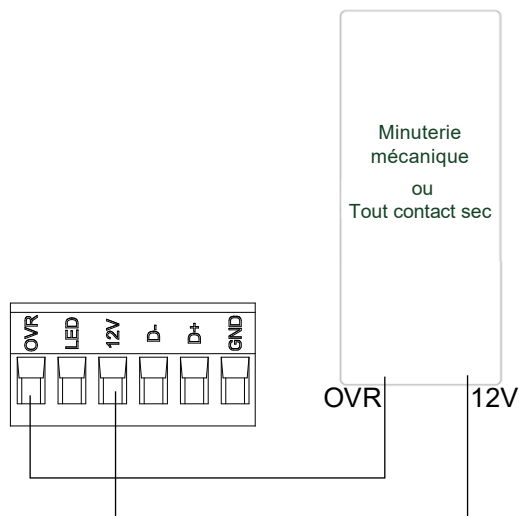 Minuterie
mécanique
ou
Tout contact sec
OVR
LED
12V
D-
D+
GND
OVR
12V